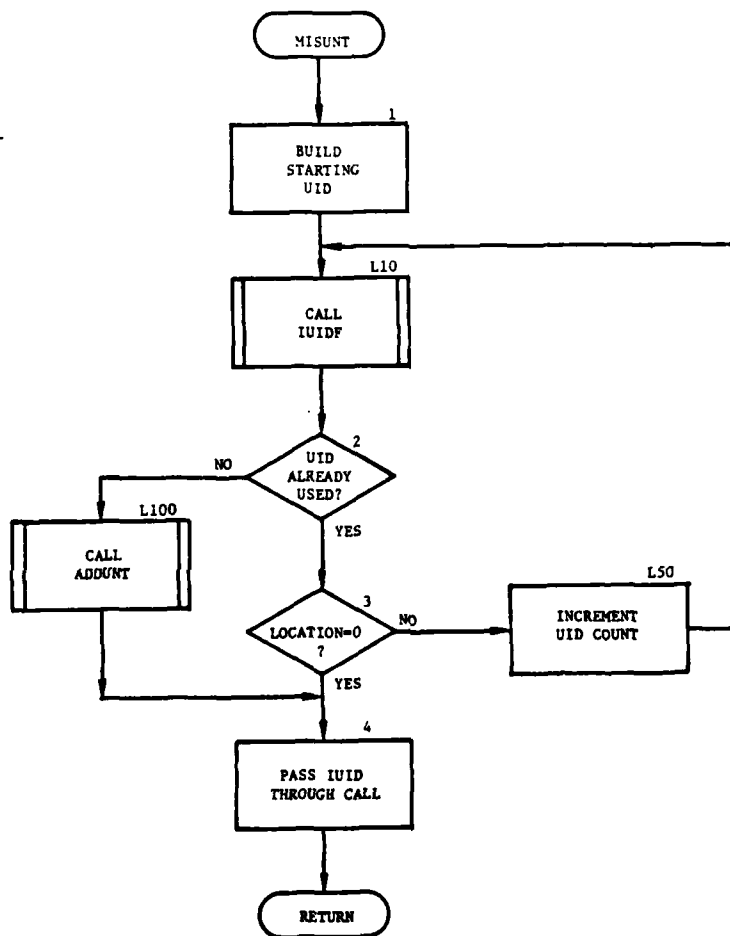 MISUNT
1
BUILD
STARTING
UID
L10
CALL
IUIDF
2
UID
ALREADY
USED?
NO
YES
L100
CALL
ADDUNT
3
LOCATION=0
?
NO
YES
L50
INCREMENT
UID COUNT
4
PASS IUID
THROUGH CALL
RETURN